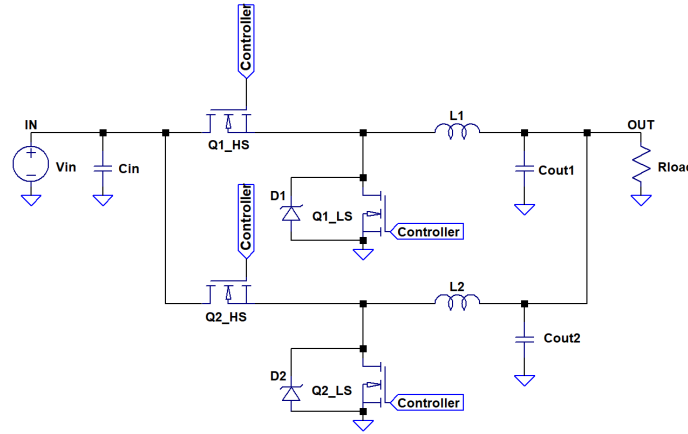 Controller
IN
Vin
Cin
Q1_HS
L1
OUT
Cout1
Rload
D1
Q1_LS
Controller
Controller
Q2_HS
L2
Cout2
D2
Q2_LS
Controller